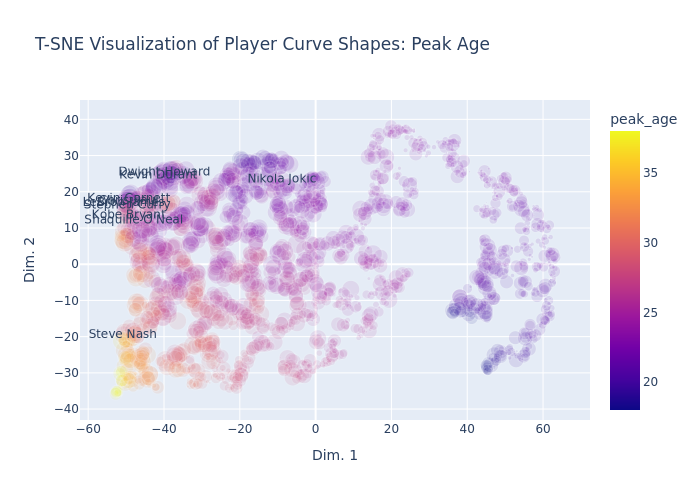 T-SNE Visualization of Player Curve Shapes: Peak Age
peak_age
40
30
20
10
0
−10
−20
−30
−40
Dim. 2
Dwight Howard
Kevin Durant
Nikola Jokic
Kevin Garnett
Stephen Curry
Kobe Bryant
Shaquille O'Neal
Steve Nash
35
30
25
20
−60
−40
−20
0
20
40
60
Dim. 1